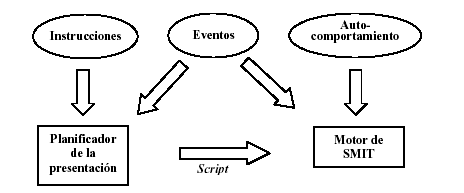 Instrucciones
Eventos
Auto-
comportamiento
Planificador
de la
presentación
Script
Motor de
SMIT